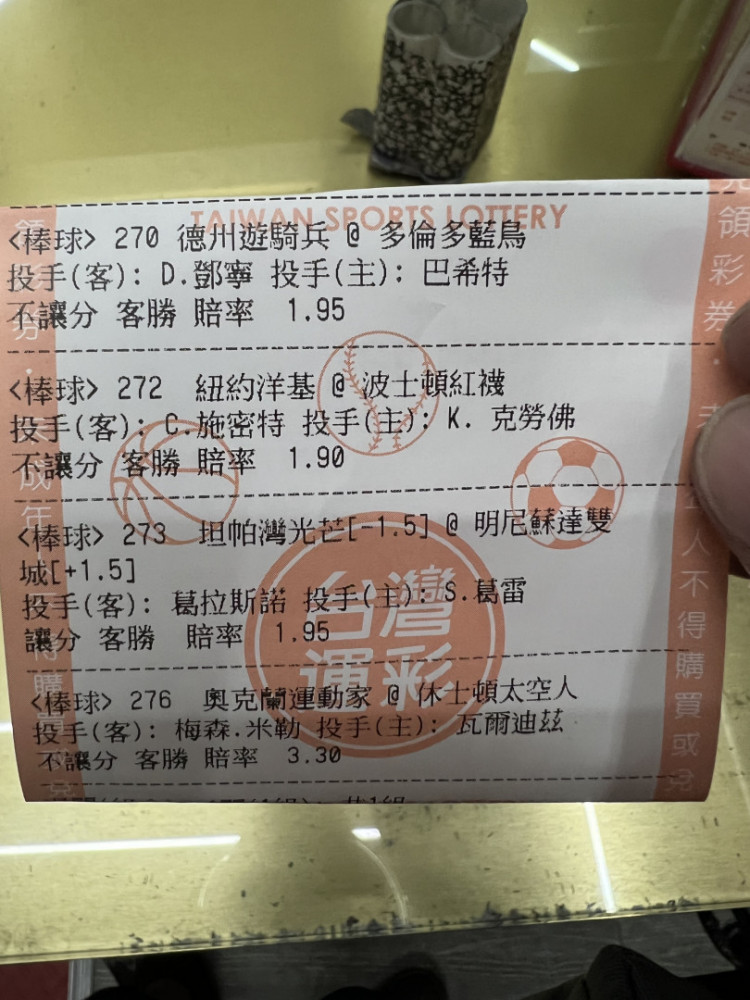 TAIWAN SPORTS LOTTERY
<棒球> 270 德州遊騎兵 @ 多倫多藍鳥
投手(客): D.鄧寧 投手(主): 巴希特
不讓分 客勝 賠率 1.95
<棒球> 272 紐約洋基 @ 波士頓紅襪
投手(客): C.施密特 投手(主): K. 克勞佛
不讓分 客勝 賠率 1.90
<棒球> 273 坦帕灣光芒[-1.5] @ 明尼蘇達雙
城[+1.5]
投手(客): 葛拉斯諾 投手(主): S.葛雷
讓分 客勝 賠率 1.95
<棒球> 276 奧克蘭運動家 @ 休士頓太空人
投手(客): 梅森.米勒 投手(主): 瓦爾迪茲
不讓分 客勝 賠率 3.30
台灣
運彩
領彩券
人不得購買或兌